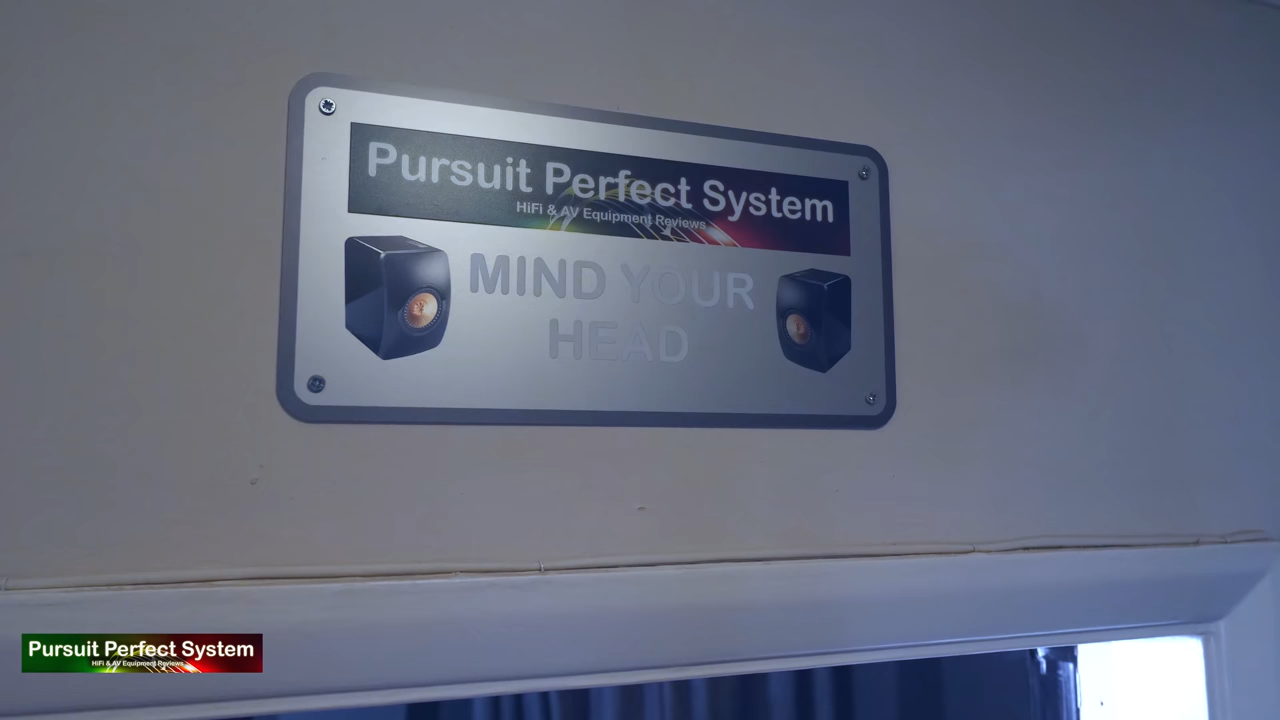 Pursuit Perfect System
HiFi & AV Equipment Reviews
MIND YOUR
HEAD
Pursuit Perfect System
HiFi & AV Equipment Reviews